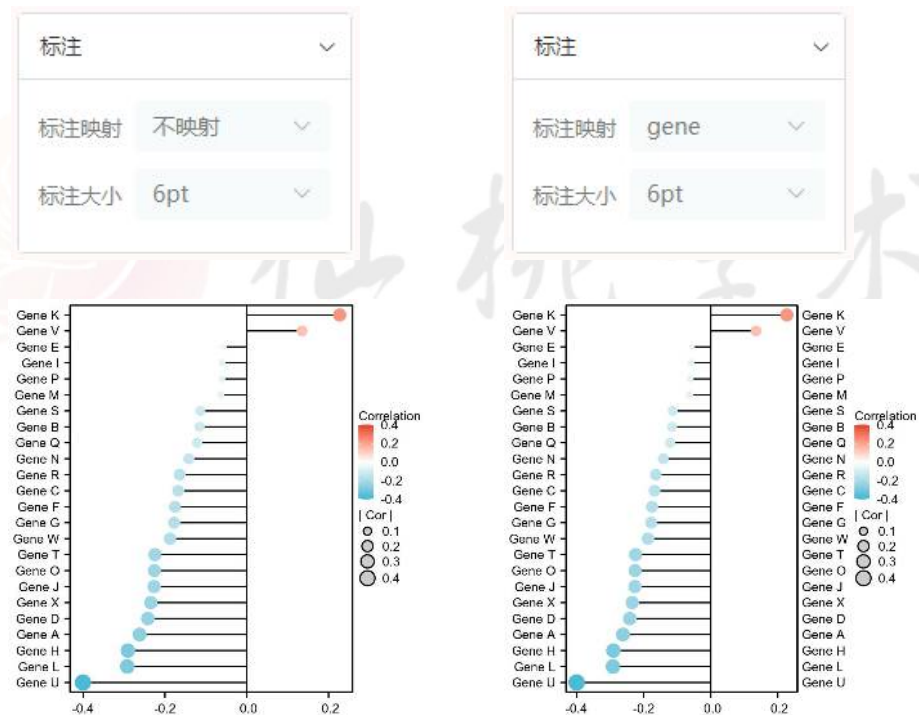 标注
标注映射 不映射
标注大小 6pt
标注
标注映射 gene
标注大小 6pt
仙桃学术
Gene K
Gene V
Gene E
Gene I
Gene P
Gene M
Gene S
Gene B
Gene Q
Gene N
Gene R
Gene C
Gene F
Gene G
Gene W
Gene T
Gene O
Gene J
Gene X
Gene D
Gene A
Gene H
Gene L
Gene U
-0.4 -0.2 0.0 0.2
Correlation
0.4
0.2
0.0
-0.2
-0.4
| Cor |
0.1
0.2
0.3
0.4
Gene K
Gene V
Gene E
Gene I
Gene P
Gene M
Gene S
Gene B
Gene Q
Gene N
Gene R
Gene C
Gene F
Gene G
Gene W
Gene T
Gene O
Gene J
Gene X
Gene D
Gene A
Gene H
Gene L
Gene U
-0.4 -0.2 0.0 0.2
Gene K
Gene V
Gene E
Gene I
Gene P
Gene M
Gene S
Gene B
Gene Q
Gene N
Gene R
Gene C
Gene F
Gene G
Gene W
Gene T
Gene O
Gene J
Gene X
Gene D
Gene A
Gene H
Gene L
Gene U
Correlation
0.4
0.2
0.0
-0.2
-0.4
| Cor |
0.1
0.2
0.3
0.4